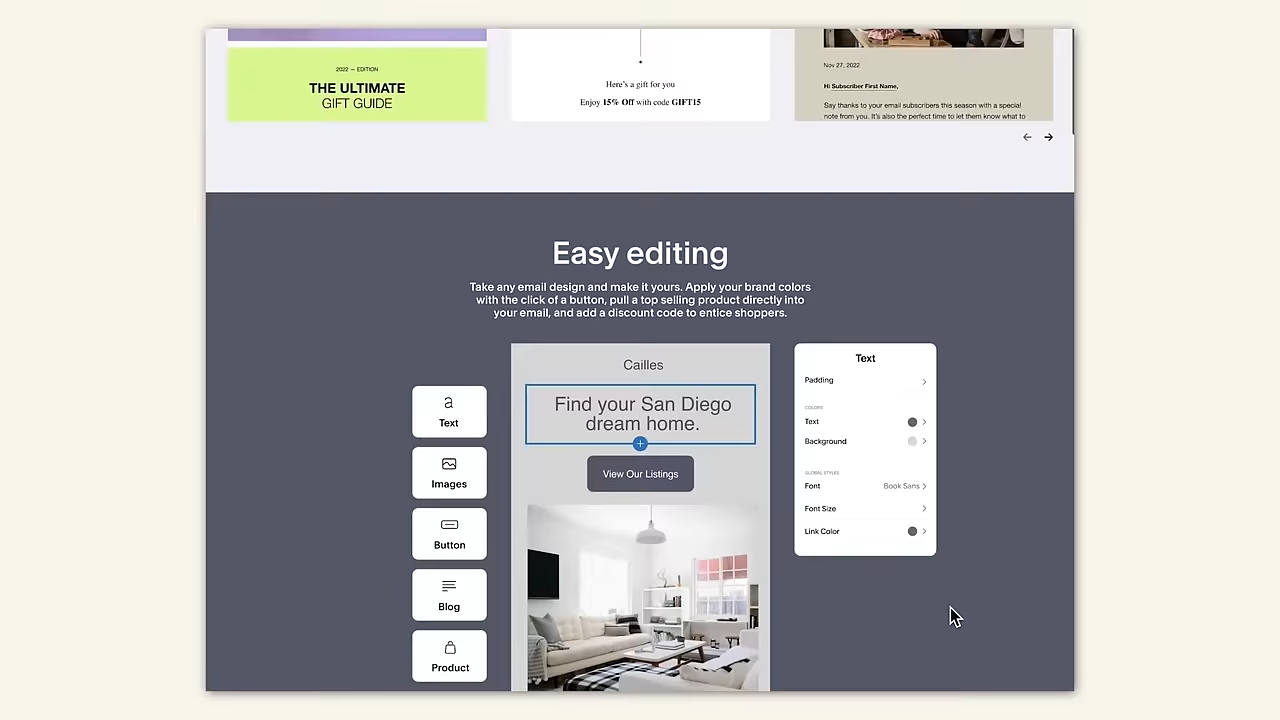 2022 — EDITION
THE ULTIMATE
GIFT GUIDE
Here's a gift for you
Enjoy 15% Off with code GIFT15
Nov 27, 2022
Hi Subscriber First Name,
Say thanks to your email subscribers this season with a special
note from you. It's also the perfect time to let them know what to
Easy editing
Take any email design and make it yours. Apply your brand colors
with the click of a button, pull a top selling product directly into
your email, and add a discount code to entice shoppers.
Text
Images
Button
Blog
Product
Cailles
Find your San Diego
dream home.
View Our Listings
Text
Padding
COLORS
Text
Background
GLOBAL STYLES
Font Book Sans
Font Size
Link Color